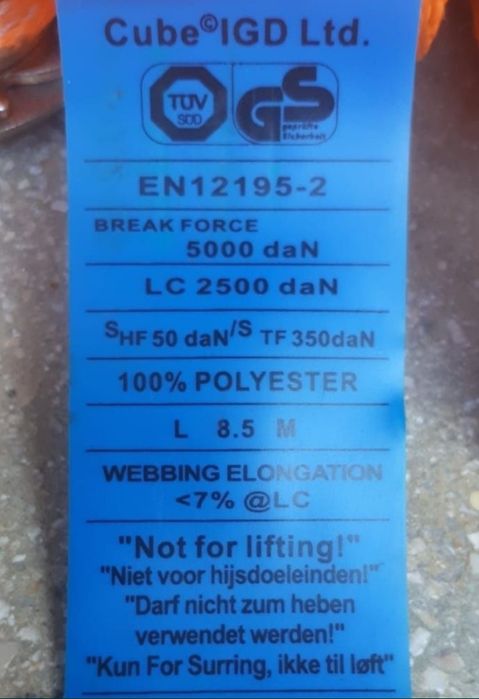 Cube©IGD Ltd.
TÜV
SÜD
GS
geprüfte
Sicherheit
EN12195-2
BREAK FORCE
5000 daN
LC 2500 daN
SHF 50 daN/S TF 350daN
100% POLYESTER
L 8.5 M
WEBBING ELONGATION
<7% @LC
"Not for lifting!"
"Niet voor hijsdoeleinden!"
"Darf nicht zum heben
verwendet werden!"
"Kun For Surring, ikke til løft"